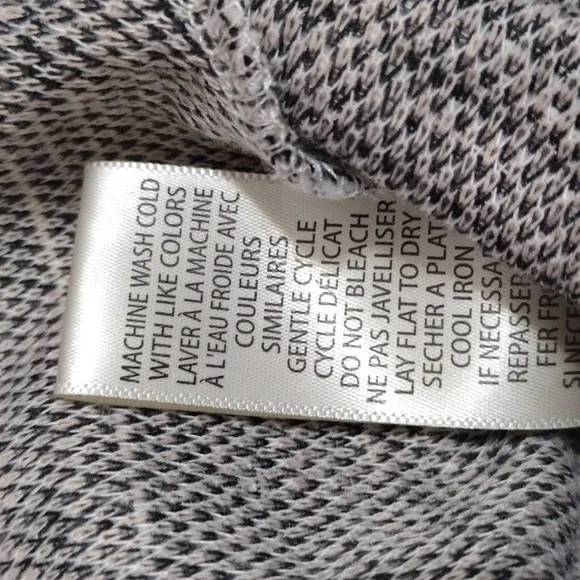 MACHINE WASH COLD
WITH LIKE COLORS
LAVER À LA MACHINE
À L'EAU FROIDE AVEC
COULEURS
SIMILAIRES
GENTLE CYCLE
CYCLE DÉLICAT
DO NOT BLEACH
NE PAS JAVELLISER
LAY FLAT TO DRY
SECHER A PLAT
COOL IRON
IF NECESSA
REPASSER
FER FR
SI NÉC